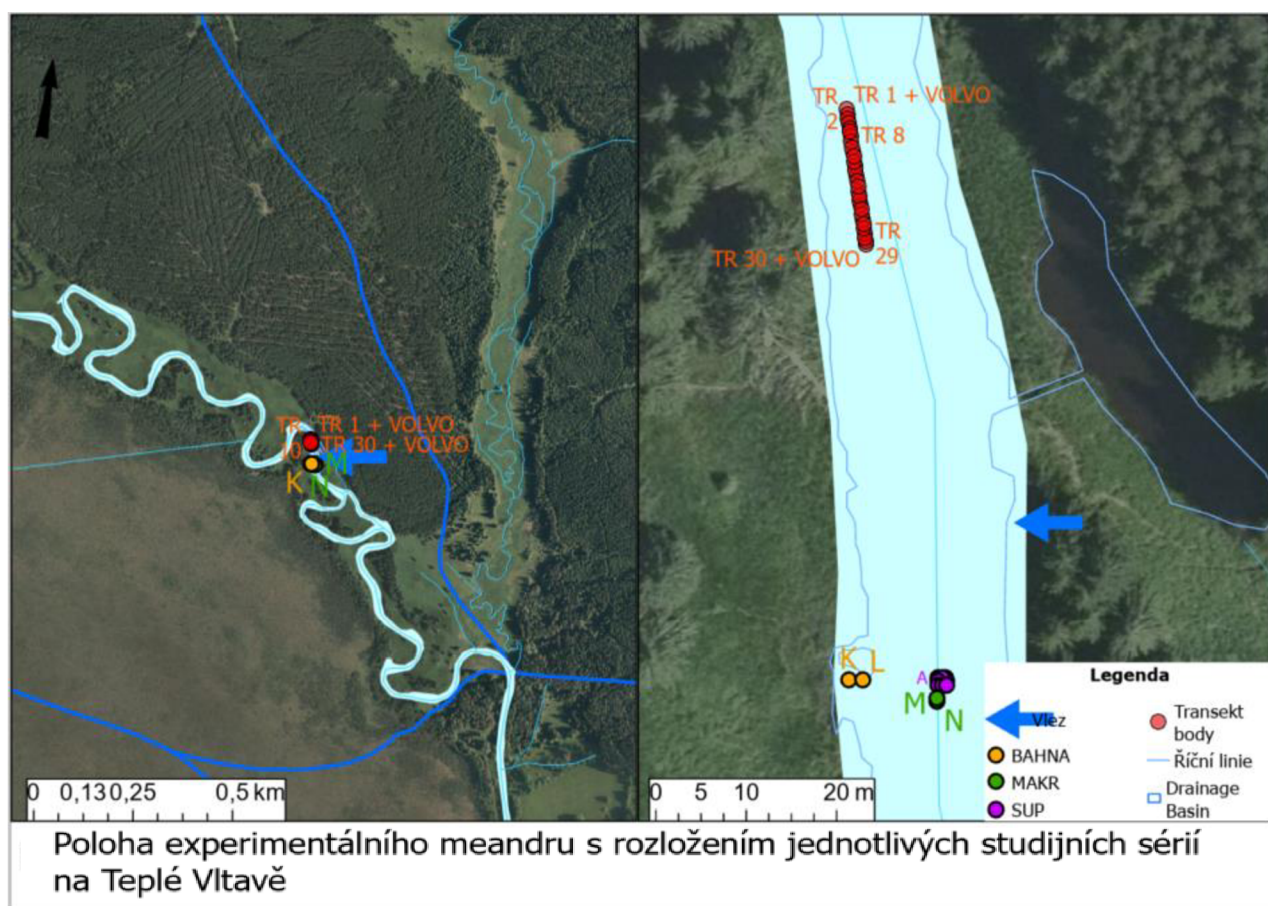 TR TR 1 + VOLVO
10 TR 30 + VOLVO
M
K N
0 0,13 0,25 0,5 km
TR TR 1 + VOLVO
2
TR 8
TR
TR 30 + VOLVO 29
K L
A
M N
0 5 10 20 m
Legenda
Vlez
BAHNA
MAKR
SUP
Transekt
body
Říční linie
Drainage
Basin
Poloha experimentálního meandru s rozložením jednotlivých studijních sérií
na Teplé Vltavě